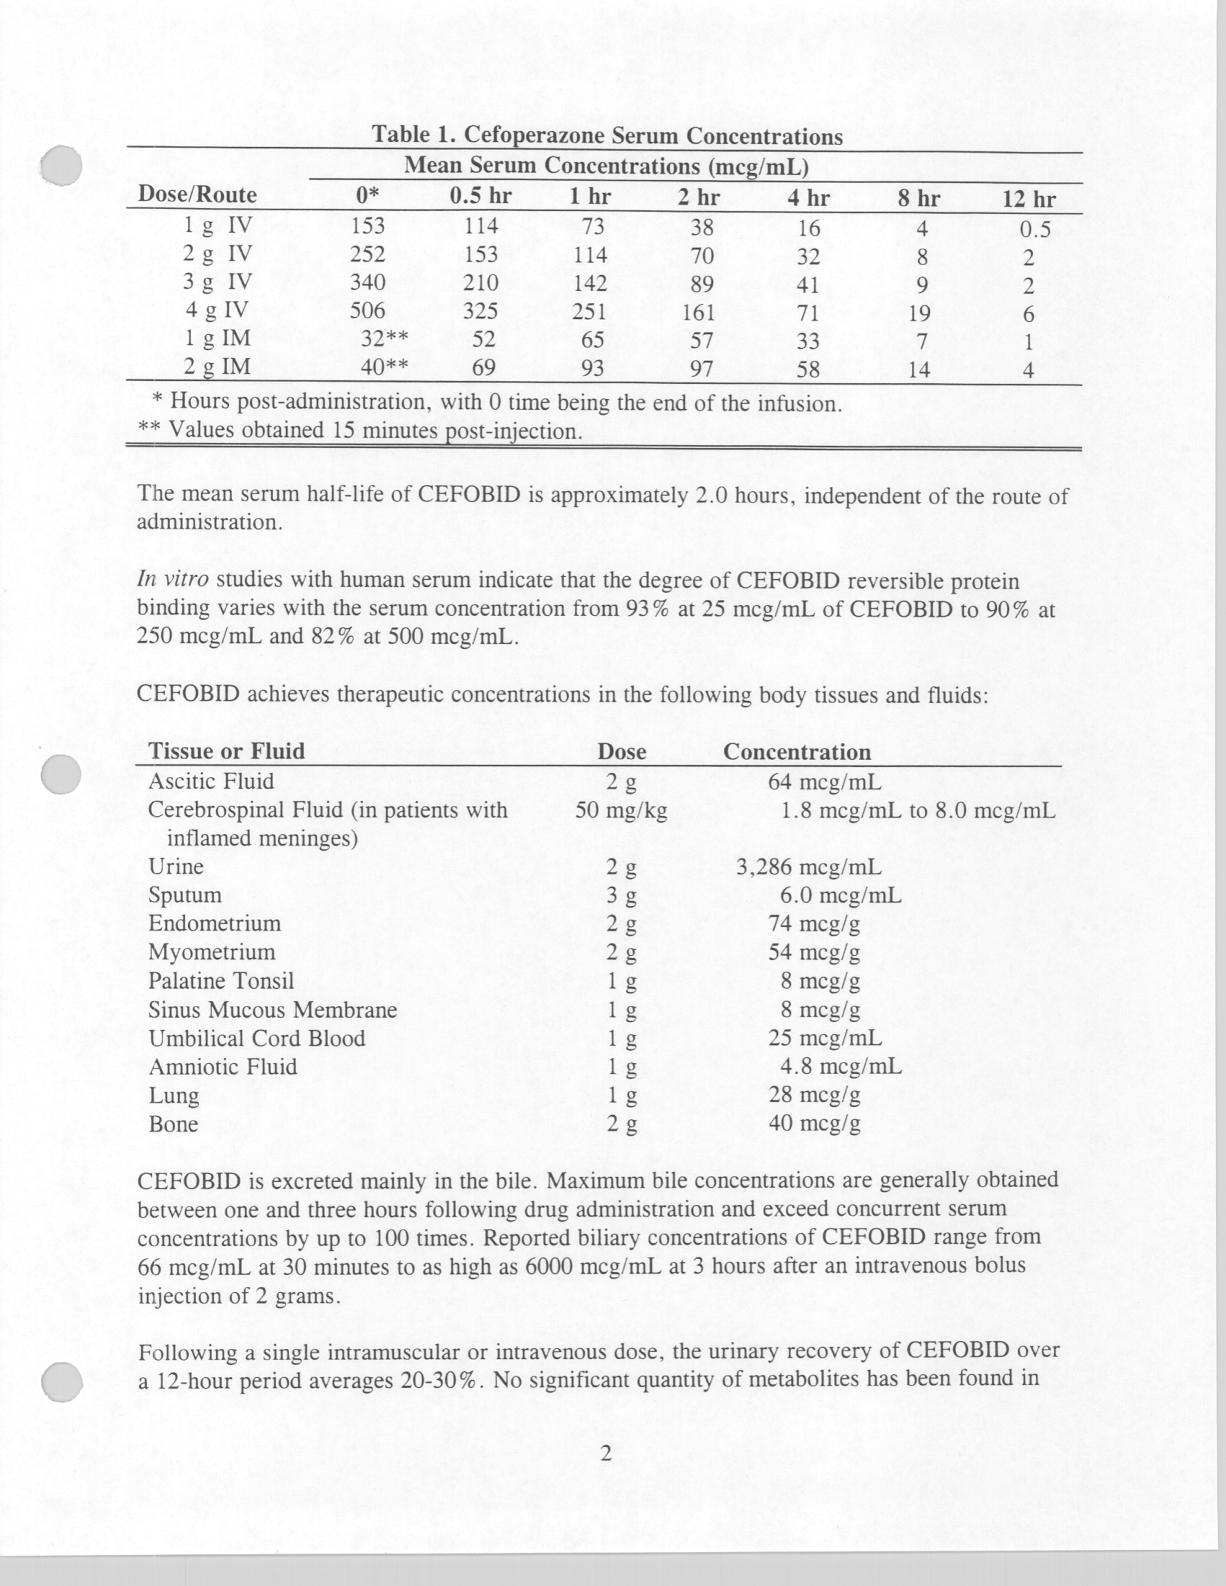 Table 1. Cefoperazone Serum Concentrations
Mean Serum Concentrations (mcg/mL)
Dose/Route 0* 0.5 hr 1 hr 2 hr 4 hr 8 hr 12 hr
1 g IV 153 114 73 38 16 4 0.5
2 g IV 252 153 114 70 32 8 2
3 g IV 340 210 142 89 41 9 2
4 g IV 506 325 251 161 71 19 6
1 g IM 32** 52 65 57 33 7 1
2 g IM 40** 69 93 97 58 14 4
* Hours post-administration, with 0 time being the end of the infusion.
** Values obtained 15 minutes post-injection.
The mean serum half-life of CEFOBID is approximately 2.0 hours, independent of the route of
administration.
In vitro studies with human serum indicate that the degree of CEFOBID reversible protein
binding varies with the serum concentration from 93% at 25 mcg/mL of CEFOBID to 90% at
250 mcg/mL and 82% at 500 mcg/mL.
CEFOBID achieves therapeutic concentrations in the following body tissues and fluids:
Tissue or Fluid Dose Concentration
Ascitic Fluid 2 g 64 mcg/mL
Cerebrospinal Fluid (in patients with 50 mg/kg 1.8 mcg/mL to 8.0 mcg/mL
inflamed meninges)
Urine 2 g 3,286 mcg/mL
Sputum 3 g 6.0 mcg/mL
Endometrium 2 g 74 mcg/g
Myometrium 2 g 54 mcg/g
Palatine Tonsil 1 g 8 mcg/g
Sinus Mucous Membrane 1 g 8 mcg/g
Umbilical Cord Blood 1 g 25 mcg/mL
Amniotic Fluid 1 g 4.8 mcg/mL
Lung 1 g 28 mcg/g
Bone 2 g 40 mcg/g
CEFOBID is excreted mainly in the bile. Maximum bile concentrations are generally obtained
between one and three hours following drug administration and exceed concurrent serum
concentrations by up to 100 times. Reported biliary concentrations of CEFOBID range from
66 mcg/mL at 30 minutes to as high as 6000 mcg/mL at 3 hours after an intravenous bolus
injection of 2 grams.
Following a single intramuscular or intravenous dose, the urinary recovery of CEFOBID over
a 12-hour period averages 20-30%. No significant quantity of metabolites has been found in
2